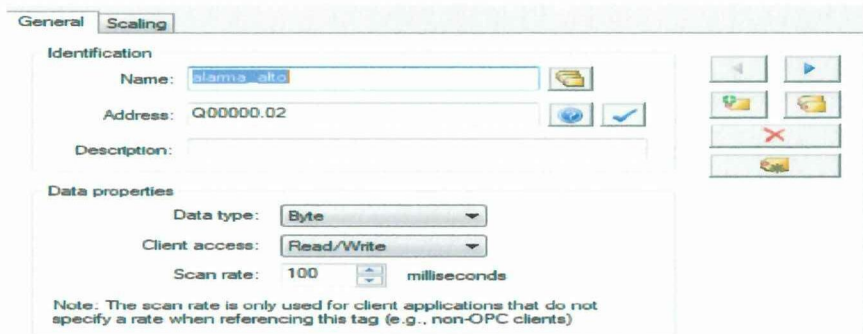 General Scaling
Identification
Name: alarma_alto
Address: Q00000.02
Description:
Data properties
Data type: Byte
Client access: Read/Write
Scan rate: 100 milliseconds
Note: The scan rate is only used for client applications that do not
specify a rate when referencing this tag (e.g., non-OPC clients)